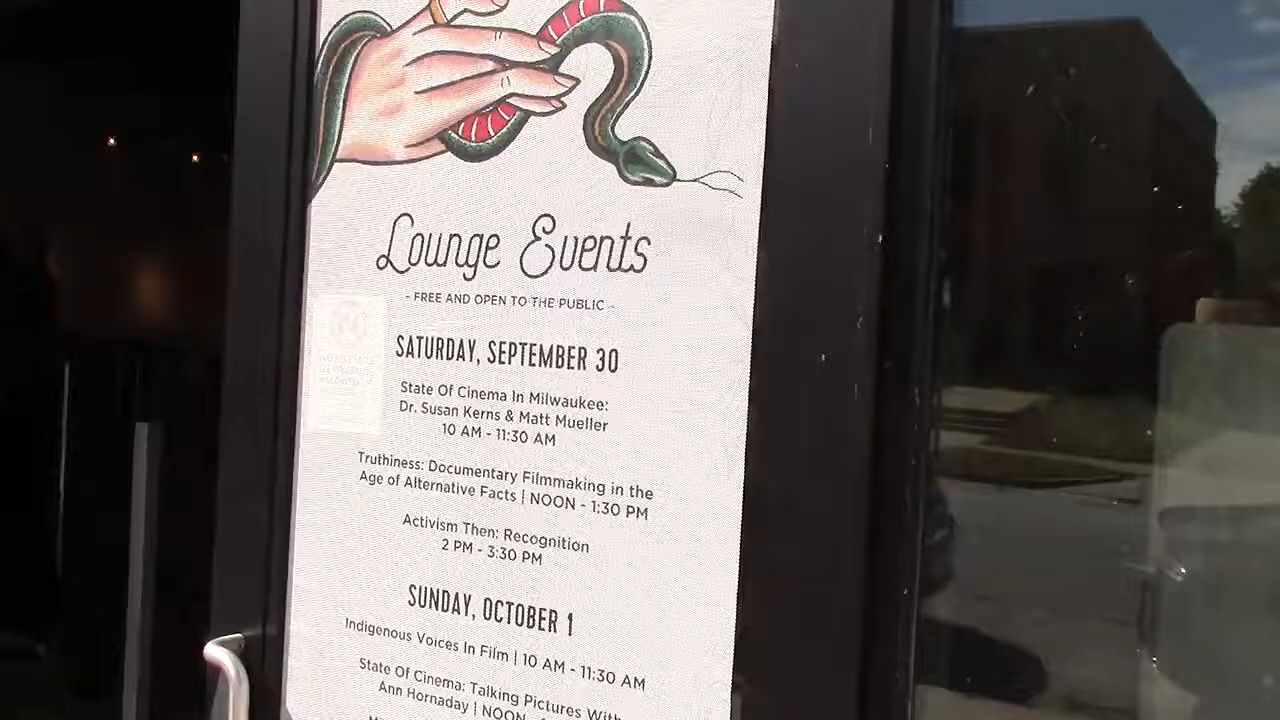 Lounge Events
- FREE AND OPEN TO THE PUBLIC -
SATURDAY, SEPTEMBER 30
State Of Cinema In Milwaukee:
Dr. Susan Kerns & Matt Mueller
10 AM - 11:30 AM
Truthiness: Documentary Filmmaking in the
Age of Alternative Facts | NOON - 1:30 PM
Activism Then: Recognition
2 PM - 3:30 PM
SUNDAY, OCTOBER 1
Indigenous Voices In Film | 10 AM - 11:30 AM
State Of Cinema: Talking Pictures With
Ann Hornaday | NOON -